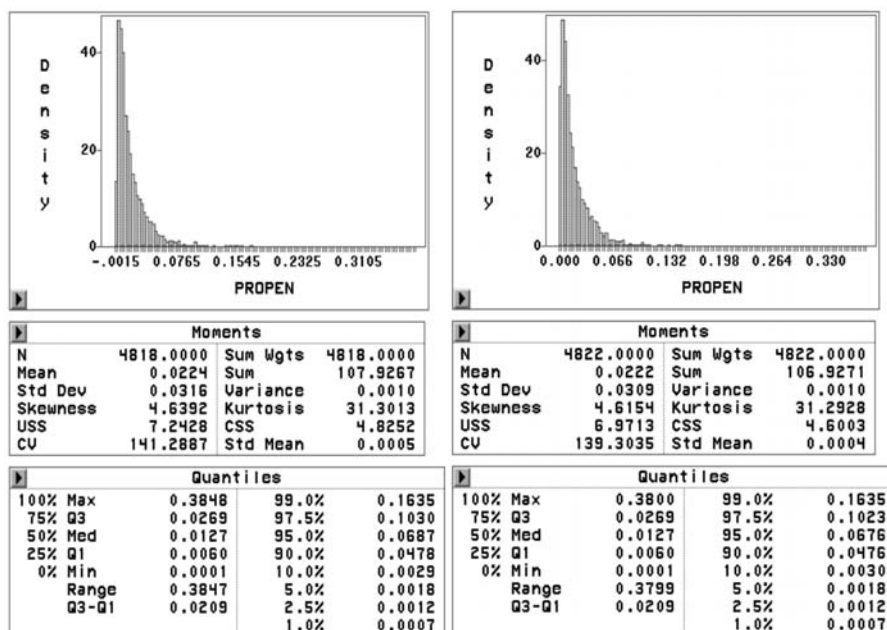 Density
40
20
0
-.0015 0.0765 0.1545 0.2325 0.3105
PROPEN
Moments
N 4818.0000 Sum Wgts 4818.0000
Mean 0.0224 Sum 107.9267
Std Dev 0.0316 Variance 0.0010
Skewness 4.6392 Kurtosis 31.3013
USS 7.2428 CSS 4.8252
CV 141.2887 Std Mean 0.0005
Quantiles
100% Max 0.3848 99.0% 0.1635
75% Q3 0.0269 97.5% 0.1030
50% Med 0.0127 95.0% 0.0687
25% Q1 0.0060 90.0% 0.0478
0% Min 0.0001 10.0% 0.0029
Range 0.3847 5.0% 0.0018
Q3-Q1 0.0209 2.5% 0.0012
1.0% 0.0007
Density
40
20
0
0.000 0.066 0.132 0.198 0.264 0.330
PROPEN
Moments
N 4822.0000 Sum Wgts 4822.0000
Mean 0.0222 Sum 106.9271
Std Dev 0.0309 Variance 0.0010
Skewness 4.6154 Kurtosis 31.2928
USS 6.9713 CSS 4.6003
CV 139.3035 Std Mean 0.0004
Quantiles
100% Max 0.3800 99.0% 0.1635
75% Q3 0.0269 97.5% 0.1023
50% Med 0.0127 95.0% 0.0676
25% Q1 0.0060 90.0% 0.0476
0% Min 0.0001 10.0% 0.0030
Range 0.3799 5.0% 0.0018
Q3-Q1 0.0209 2.5% 0.0012
1.0% 0.0007